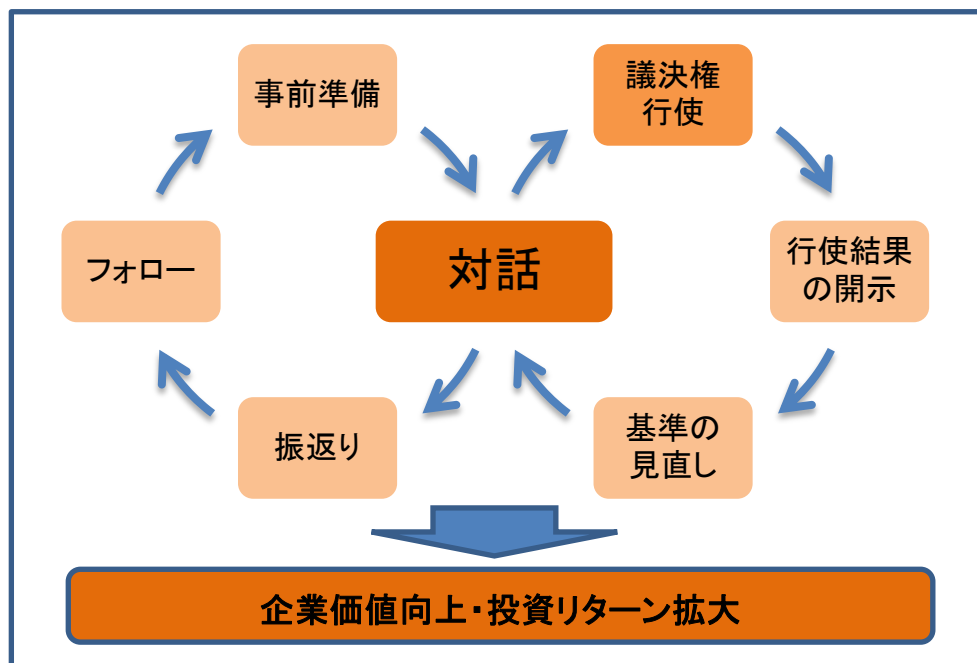 事前準備
議決権
行使
フォロー
対話
行使結果
の開示
振返り
基準の
見直し
企業価値向上・投資リターン拡大